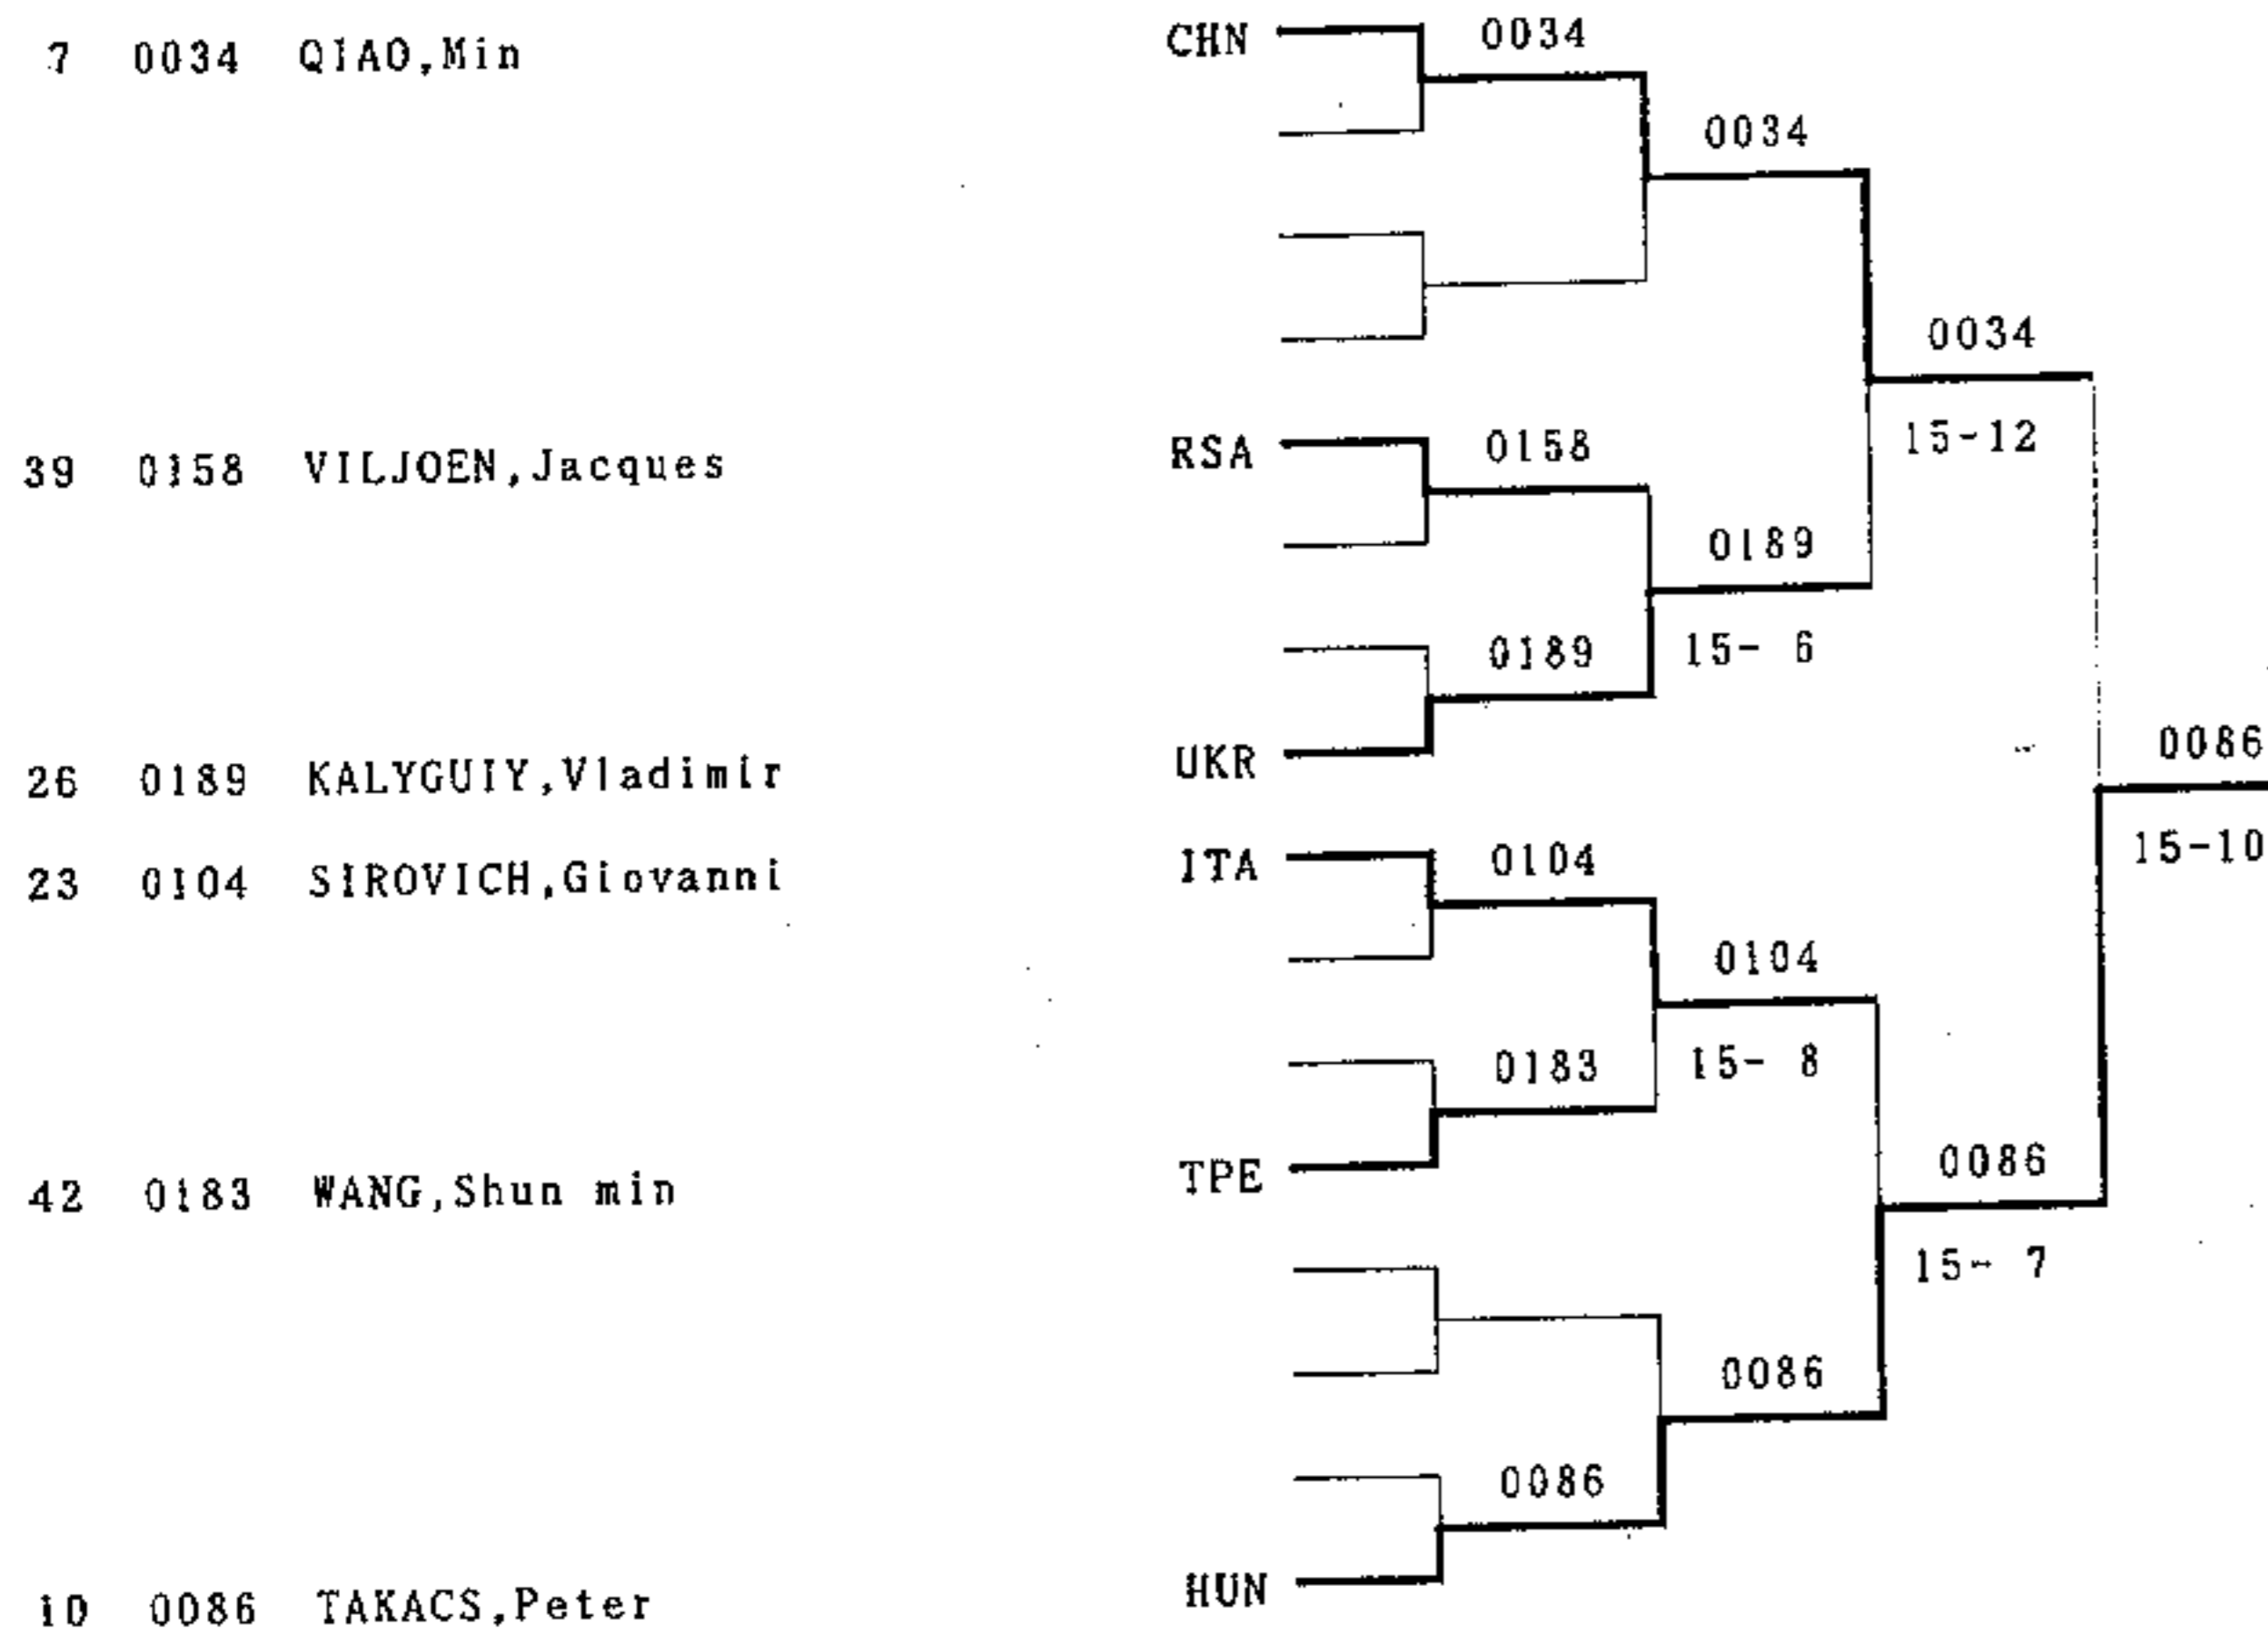 7 0034 QIAO,Min CHN 0034
0034
0034
15-12
39 0158 VILJOEN,Jacques RSA 0158
0189
0189 15- 6
26 0189 KALYGUIY,Vladimir UKR
0086
15-10
23 0104 SIROVICH,Giovanni ITA 0104
0104
0183 15- 8
42 0183 WANG,Shun min TPE
0086
15- 7
0086
0086
10 0086 TAKACS,Peter HUN